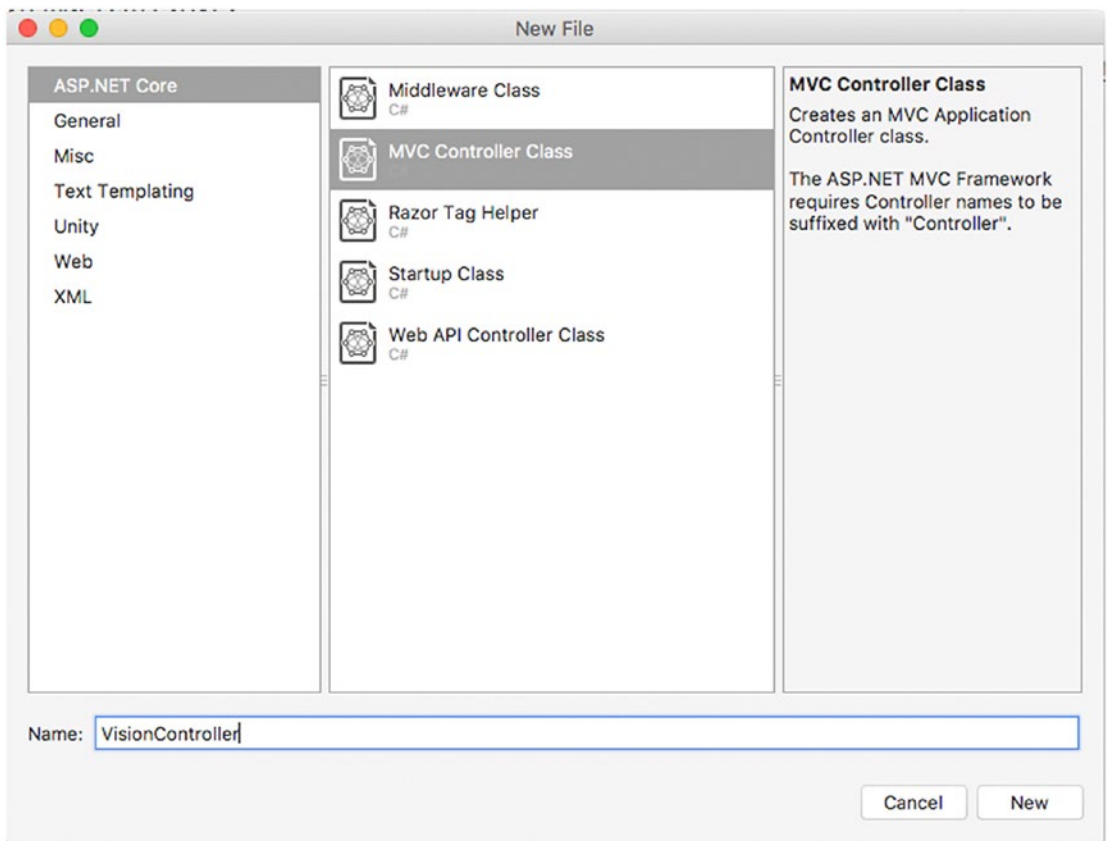 New File
ASP.NET Core
General
Misc
Text Templating
Unity
Web
XML
Middleware Class
C#
MVC Controller Class
C#
Razor Tag Helper
C#
Startup Class
C#
Web API Controller Class
C#
MVC Controller Class
Creates an MVC Application
Controller class.
The ASP.NET MVC Framework
requires Controller names to be
suffixed with "Controller".
Name: VisionController
Cancel
New